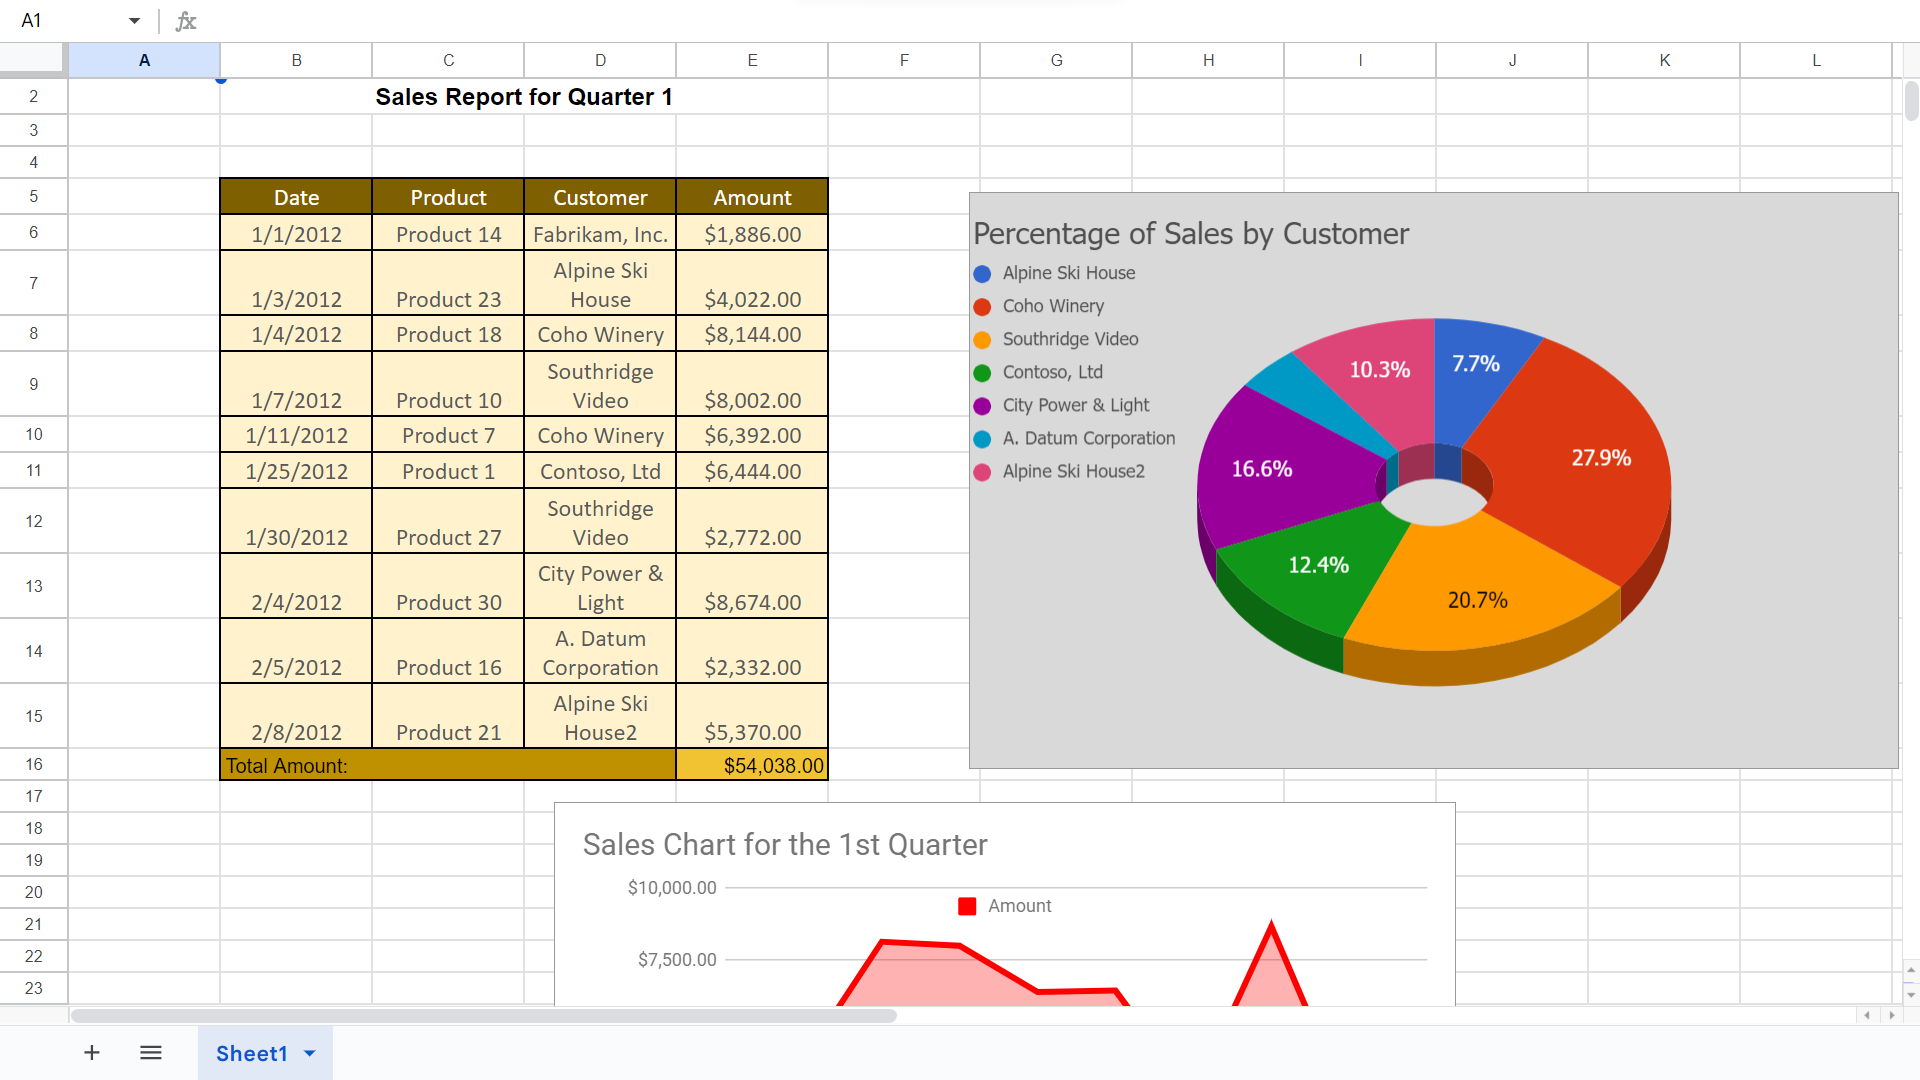 A1
fx
A B C D E F G H I J K L
2 Sales Report for Quarter 1
3
4
5 Date Product Customer Amount
6 1/1/2012 Product 14 Fabrikam, Inc. $1,886.00
7 1/3/2012 Product 23 Alpine Ski House $4,022.00
8 1/4/2012 Product 18 Coho Winery $8,144.00
9 1/7/2012 Product 10 Southridge Video $8,002.00
10 1/11/2012 Product 7 Coho Winery $6,392.00
11 1/25/2012 Product 1 Contoso, Ltd $6,444.00
12 1/30/2012 Product 27 Southridge Video $2,772.00
13 2/4/2012 Product 30 City Power & Light $8,674.00
14 2/5/2012 Product 16 A. Datum Corporation $2,332.00
15 2/8/2012 Product 21 Alpine Ski House2 $5,370.00
16 Total Amount: $54,038.00
17
18
19
20
21
22
23
Percentage of Sales by Customer
Alpine Ski House
Coho Winery
Southridge Video
Contoso, Ltd
City Power & Light
A. Datum Corporation
Alpine Ski House2
10.3% 7.7%
16.6% 27.9%
12.4%
20.7%
Sales Chart for the 1st Quarter
$10,000.00
Amount
$7,500.00
Sheet1